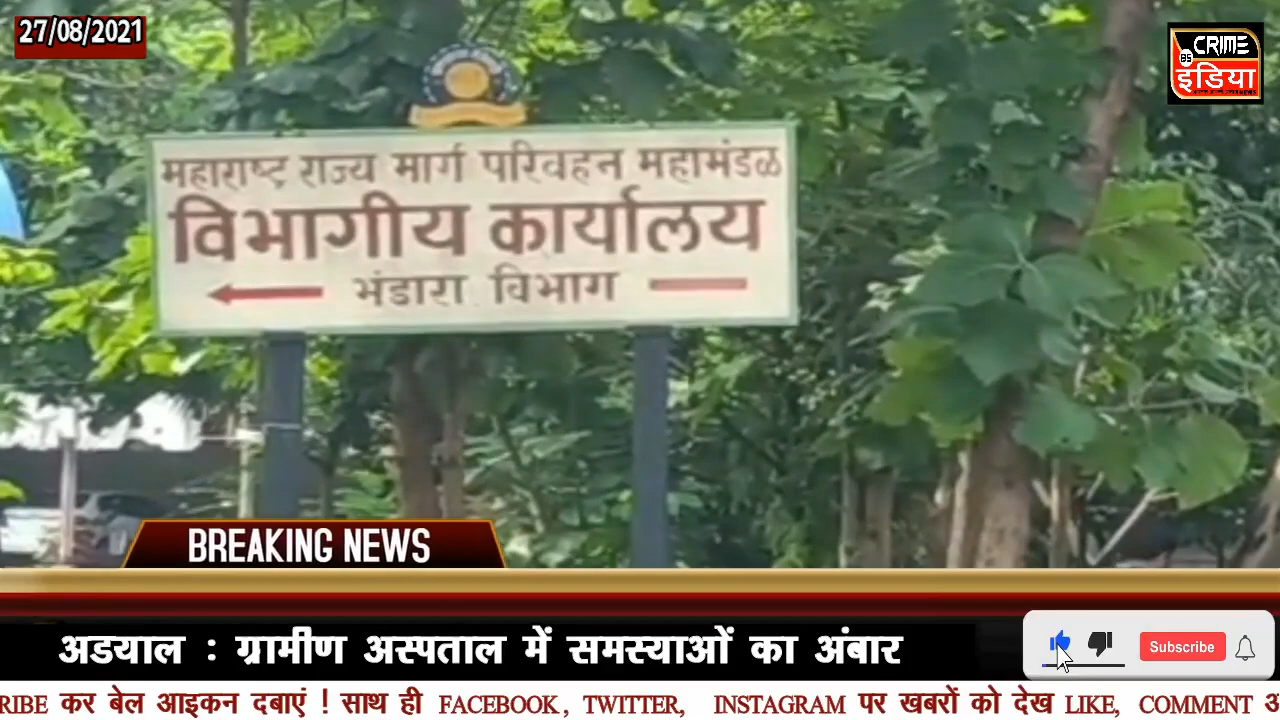 27/08/2021
CRIME
इंडिया
महाराष्ट राज्य मार्ग परिवहन महामंडळ
विभागीय कार्यालय
भंडारा विभाग
BREAKING NEWS
अडयाल : ग्रामीण अस्पताल में समस्याओं का अंबार
Subscribe
RIBE कर बेल आइकन दबाएं ! साथ ही FACEBOOK, TWITTER, INSTAGRAM पर खबरों को देख LIKE, COMMENT